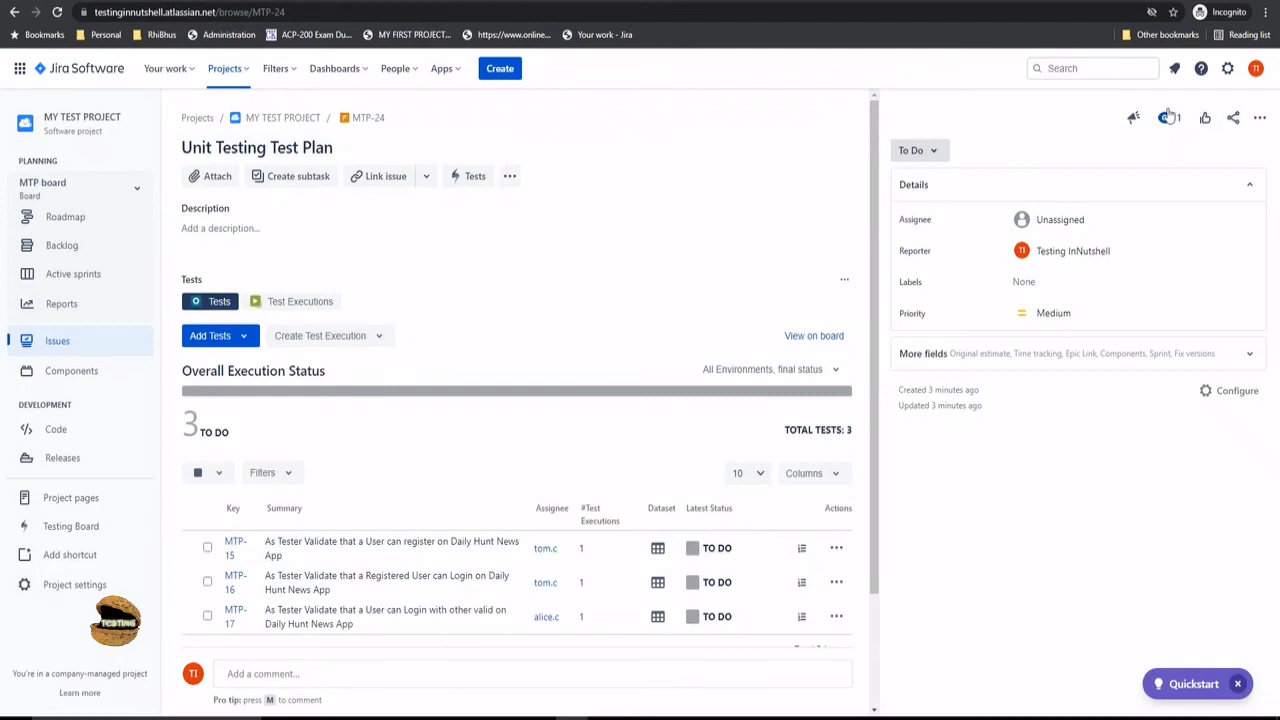 testinginnutshell.atlassian.net/browse/MTP-24
Incognito
Bookmarks Personal RhiBhus Administration ACP-200 Exam Du... MY FIRST PROJECT... https://www.online... Your work - Jira Other bookmarks Reading list
Jira Software Your work Projects Filters Dashboards People Apps Create Search TI
MY TEST PROJECT
Software project
PLANNING
MTP board
Board
Roadmap
Backlog
Active sprints
Reports
Issues
Components
DEVELOPMENT
Code
Releases
Project pages
Testing Board
Add shortcut
Project settings
TESTING
You're in a company-managed project
Learn more
Projects / MY TEST PROJECT / MTP-24
Unit Testing Test Plan
Attach Create subtask Link issue Tests
Description
Add a description...
Tests
Tests Test Executions
Add Tests Create Test Execution View on board
Overall Execution Status All Environments, final status
3 TO DO TOTAL TESTS: 3
Filters 10 Columns
Key Summary Assignee #Test Executions Dataset Latest Status Actions
MTP-15 As Tester Validate that a User can register on Daily Hunt News App tom.c 1 TO DO
MTP-16 As Tester Validate that a Registered User can Login on Daily Hunt News App tom.c 1 TO DO
MTP-17 As Tester Validate that a User can Login with other valid on Daily Hunt News App alice.c 1 TO DO
TI Add a comment...
Pro tip: press M to comment
1
To Do
Details
Assignee Unassigned
Reporter TI Testing InNutshell
Labels None
Priority Medium
More fields Original estimate, Time tracking, Epic Link, Components, Sprint, Fix versions
Created 3 minutes ago Configure
Updated 3 minutes ago
Quickstart